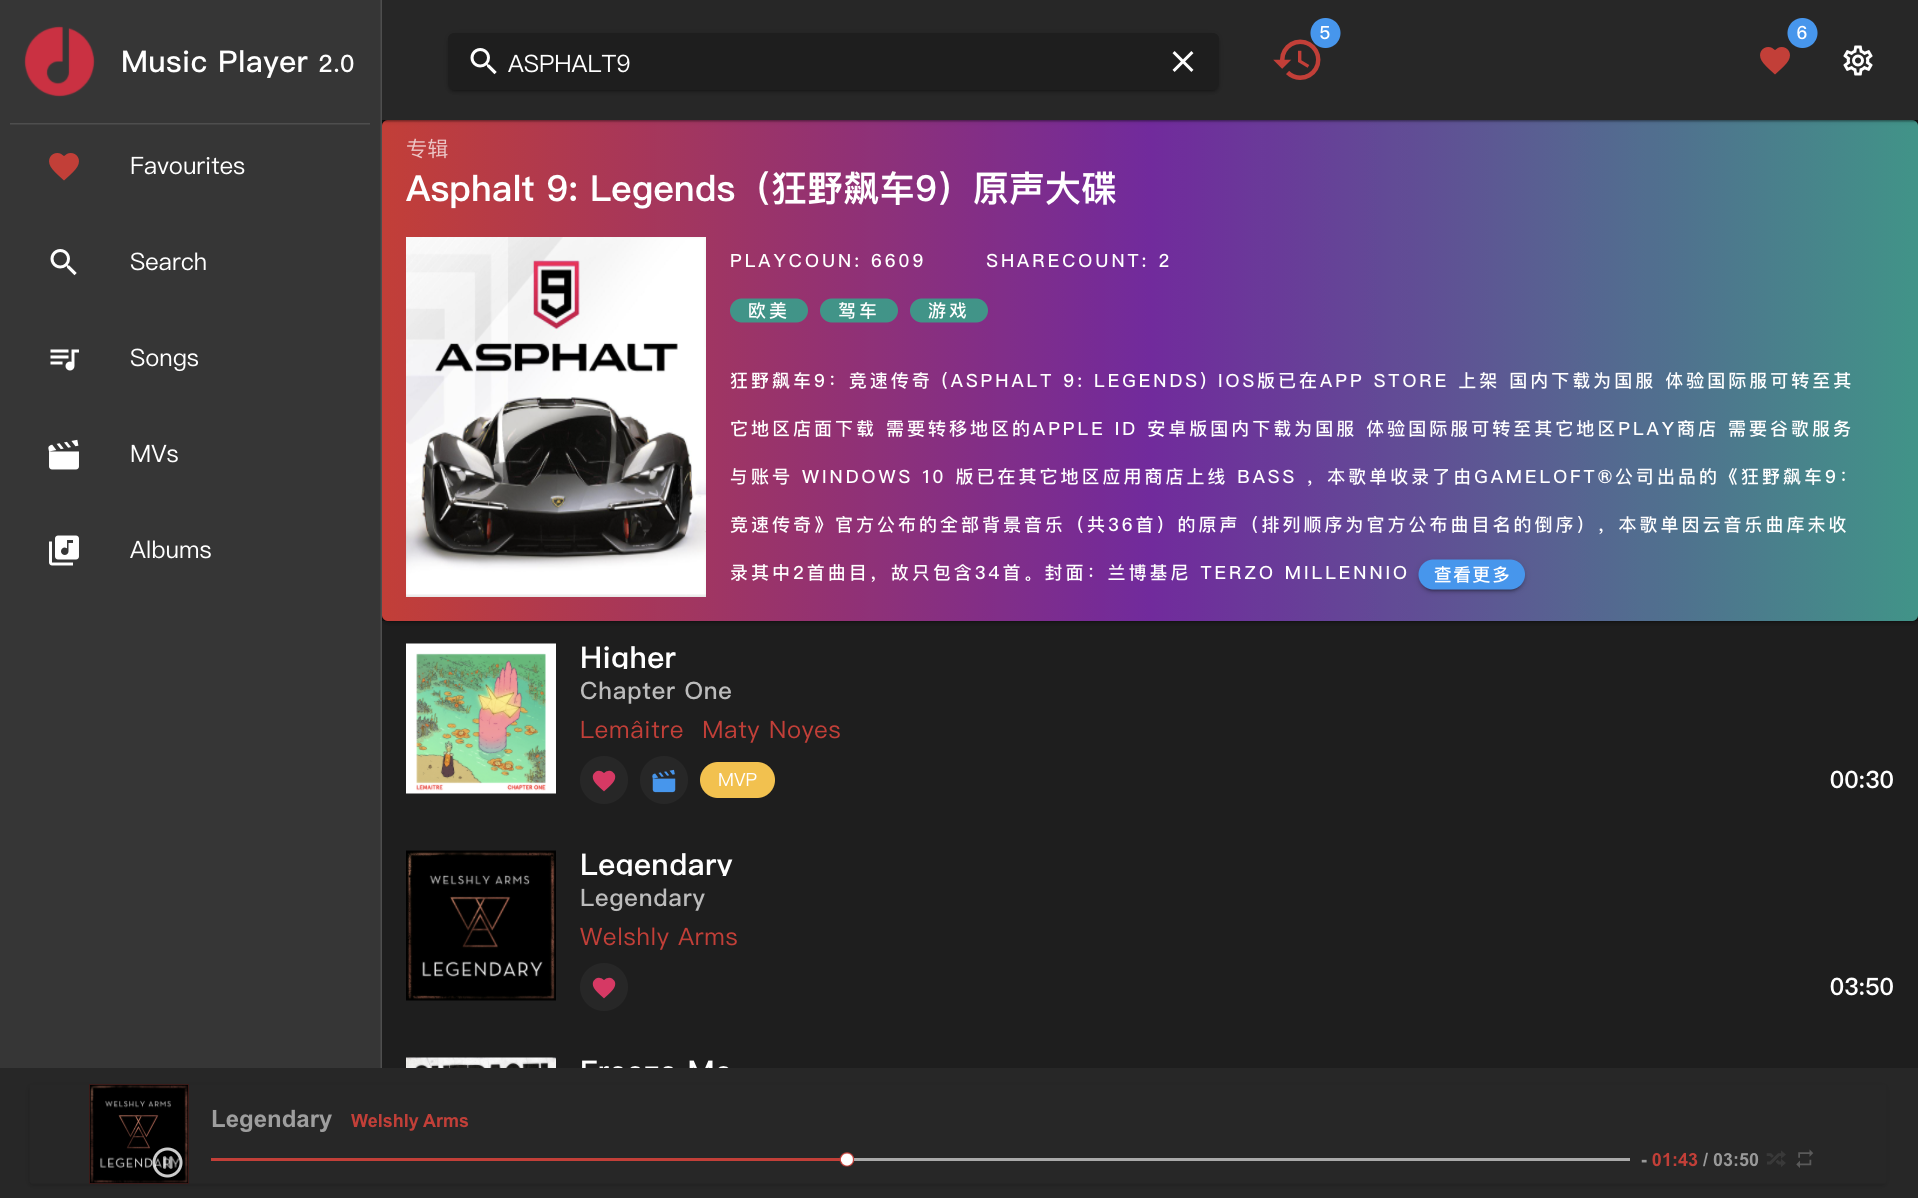 Music Player 2.0
ASPHALT9
5
6
Favourites
Search
Songs
MVs
Albums
专辑
Asphalt 9: Legends（狂野飙车9）原声大碟
9
ASPHALT
PLAYCOUN: 6609 SHARECOUNT: 2
欧美 驾车 游戏
狂野飙车9：竞速传奇 (ASPHALT 9: LEGENDS) IOS版已在APP STORE 上架 国内下载为国服 体验国际服可转至其
它地区店面下载 需要转移地区的APPLE ID 安卓版国内下载为国服 体验国际服可转至其它地区PLAY商店 需要谷歌服务
与账号 WINDOWS 10 版已在其它地区应用商店上线 BASS ，本歌单收录了由GAMELOFT®公司出品的《狂野飙车9：
竞速传奇》官方公布的全部背景音乐（共36首）的原声（排列顺序为官方公布曲目名的倒序），本歌单因云音乐曲库未收
录其中2首曲目，故只包含34首。封面：兰博基尼 TERZO MILLENNIO 查看更多
LEMAITRE CHAPTER ONE
Higher
Chapter One
Lemâitre Maty Noyes
MVP
00:30
WELSHLY ARMS
LEGENDARY
Legendary
Legendary
Welshly Arms
03:50
Freeze Me
WELSHLY ARMS
LEGENDARY
Legendary Welshly Arms
- 01:43 / 03:50